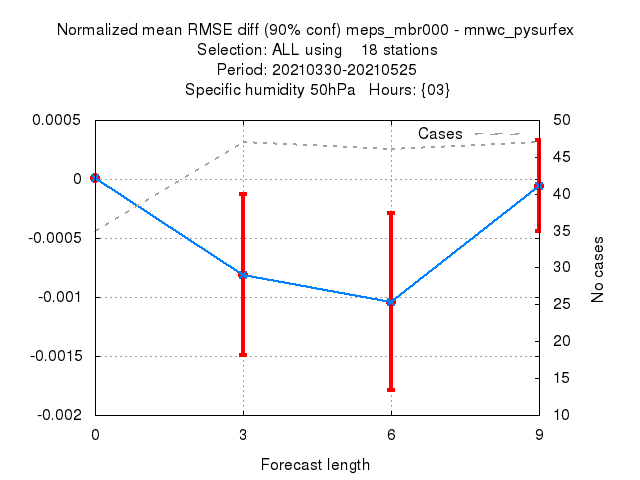 Normalized mean RMSE diff (90% conf) meps_mbr000 - mnwc_pysurfex
Selection: ALL using 18 stations
Period: 20210330-20210525
Specific humidity 50hPa Hours: {03}
Cases
0.0005
0
-0.0005
-0.001
-0.0015
-0.002
50
45
40
35
30
25
20
15
10
No cases
0 3 6 9
Forecast length